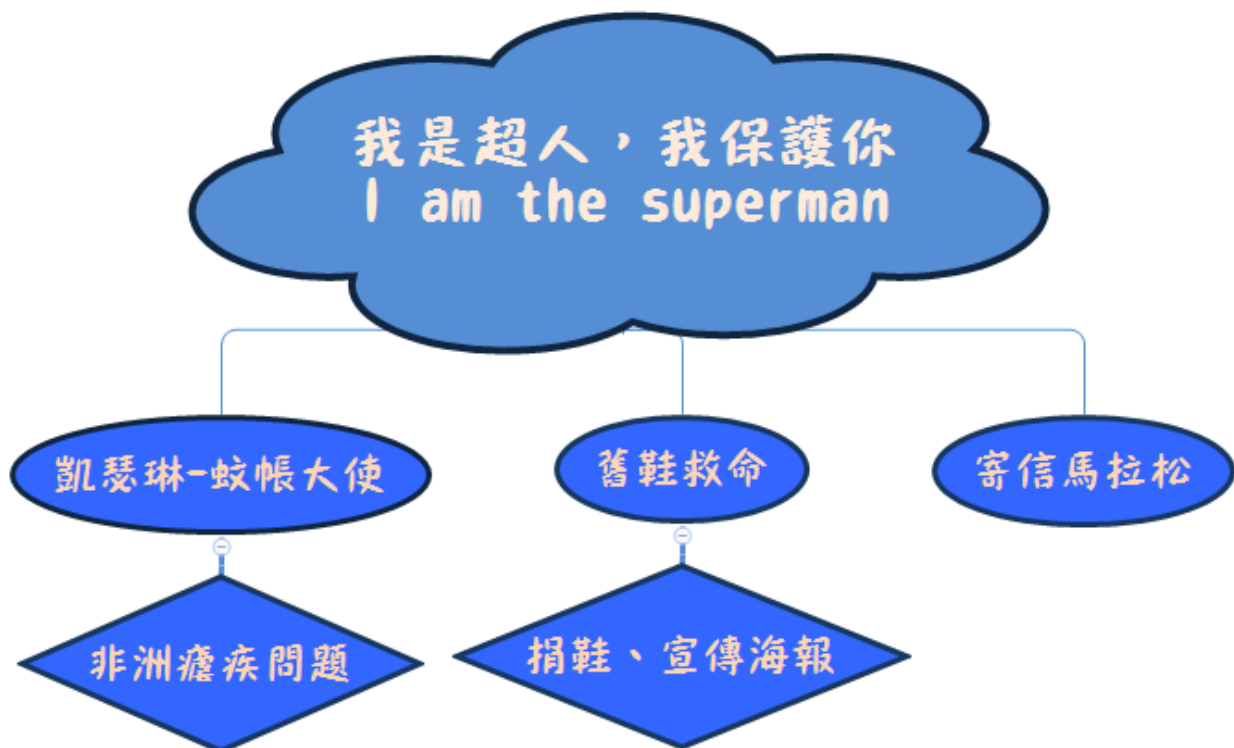 我是超人，我保護你
I am the superman
凱瑟琳-蚊帳大使
舊鞋救命
寄信馬拉松
非洲瘧疾問題
捐鞋、宣傳海報